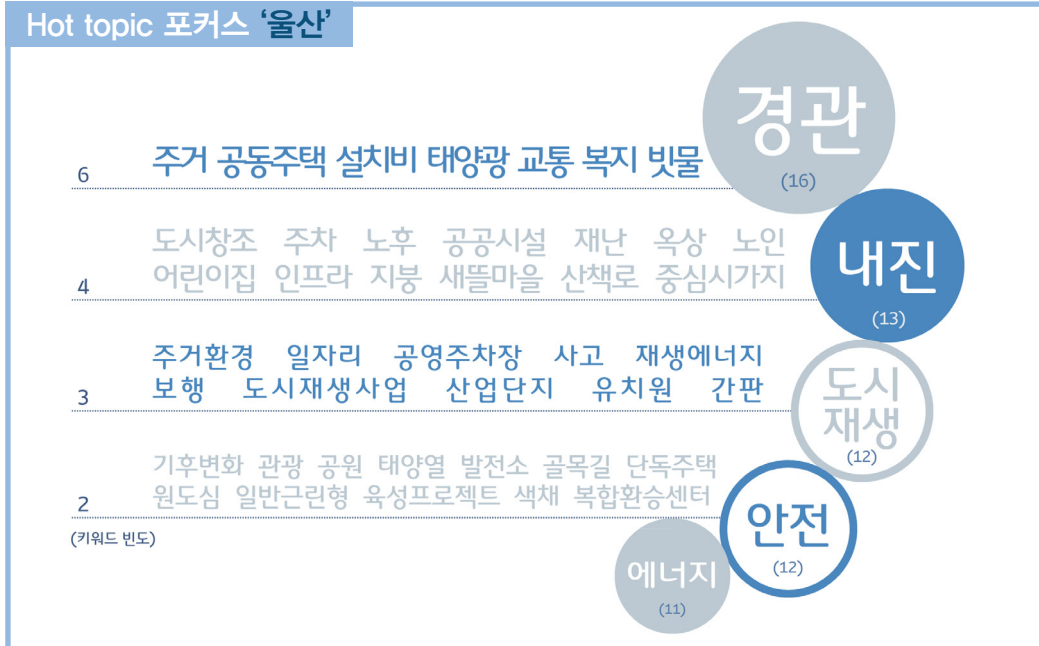 Hot topic 포커스 ‘울산’
경관
(16)
6 주거 공동주택 설치비 태양광 교통 복지 빗물
내진
(13)
도시창조 주차 노후 공공시설 재난 옥상 노인
4 어린이집 인프라 지붕 새뜰마을 산책로 중심시가지
도시
재생
(12)
주거환경 일자리 공영주차장 사고 재생에너지
3 보행 도시재생사업 산업단지 유치원 간판
안전
(12)
기후변화 관광 공원 태양열 발전소 골목길 단독주택
2 원도심 일반근린형 육성프로젝트 색채 복합환승센터
(키워드 빈도)
에너지
(11)